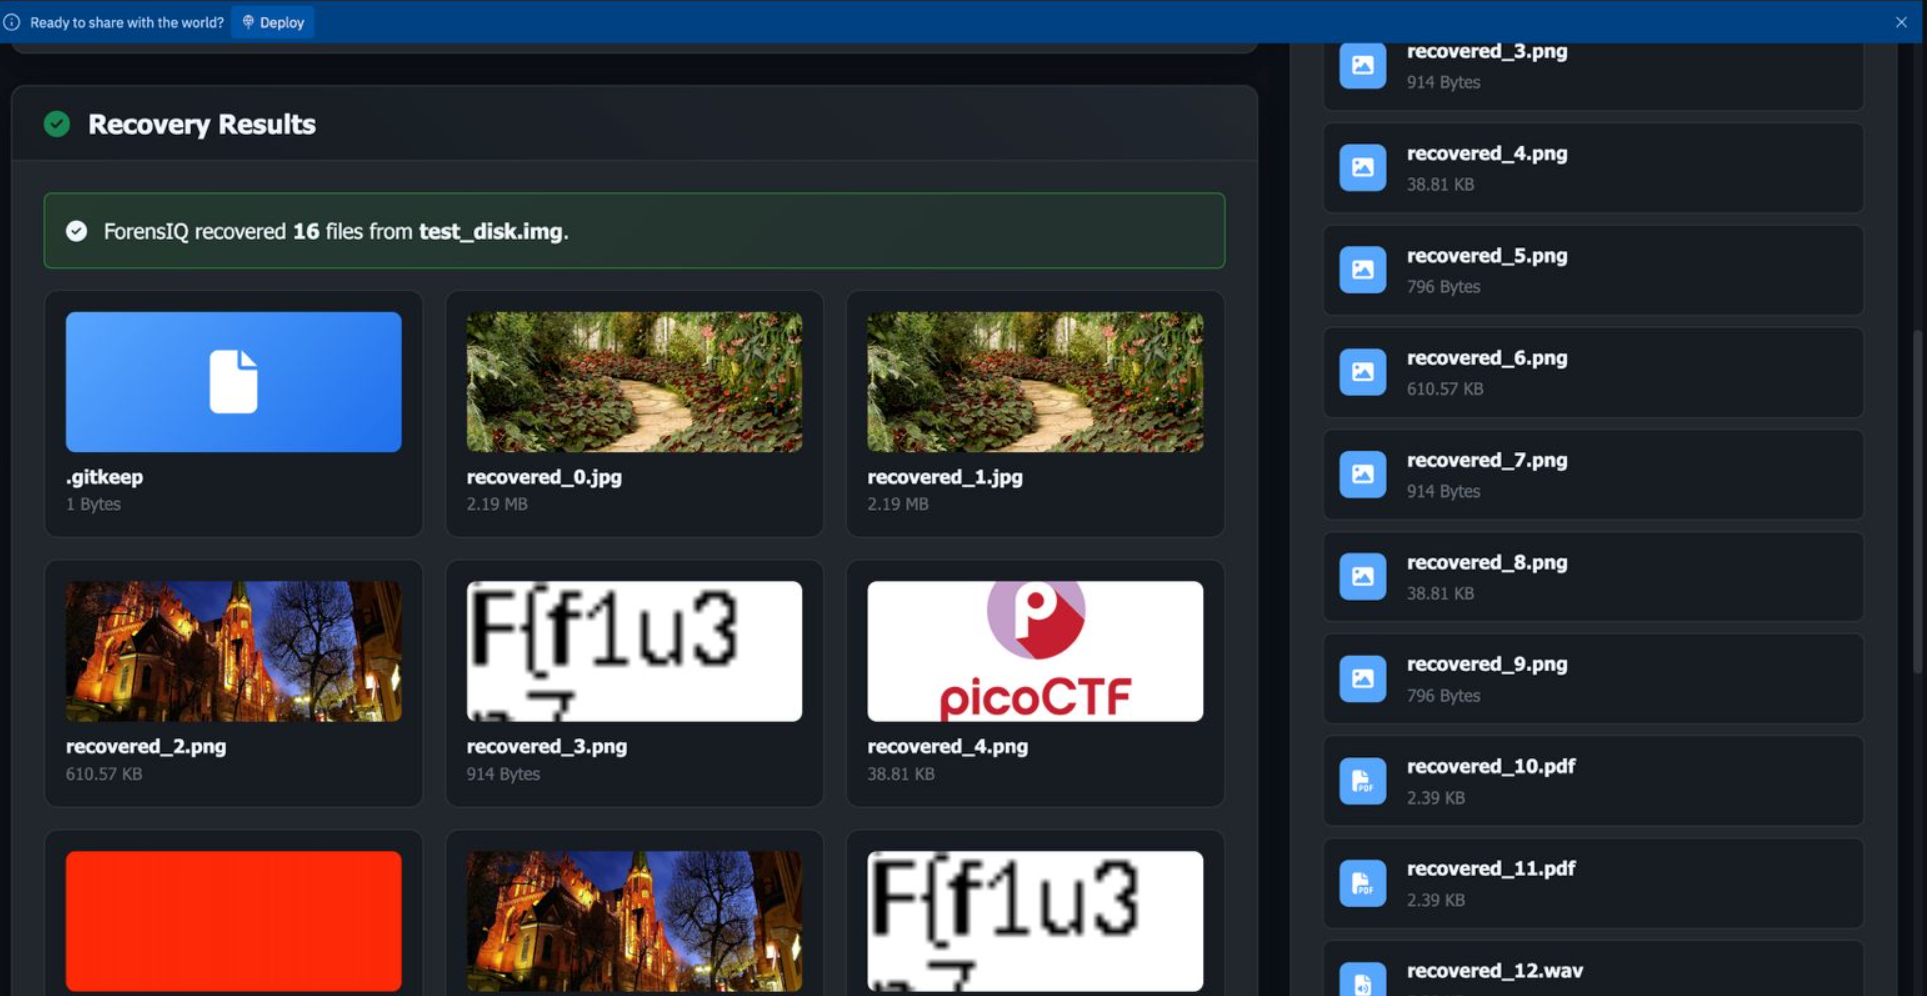 Ready to share with the world? Deploy
Recovery Results
ForensIQ recovered 16 files from test_disk.img.
.gitkeep
1 Bytes
recovered_0.jpg
2.19 MB
recovered_1.jpg
2.19 MB
F{f1u3
picoCTF
recovered_2.png
610.57 KB
recovered_3.png
914 Bytes
recovered_4.png
38.81 KB
F{f1u3
recovered_3.png
914 Bytes
recovered_4.png
38.81 KB
recovered_5.png
796 Bytes
recovered_6.png
610.57 KB
recovered_7.png
914 Bytes
recovered_8.png
38.81 KB
recovered_9.png
796 Bytes
PDF
recovered_10.pdf
2.39 KB
PDF
recovered_11.pdf
2.39 KB
recovered_12.wav